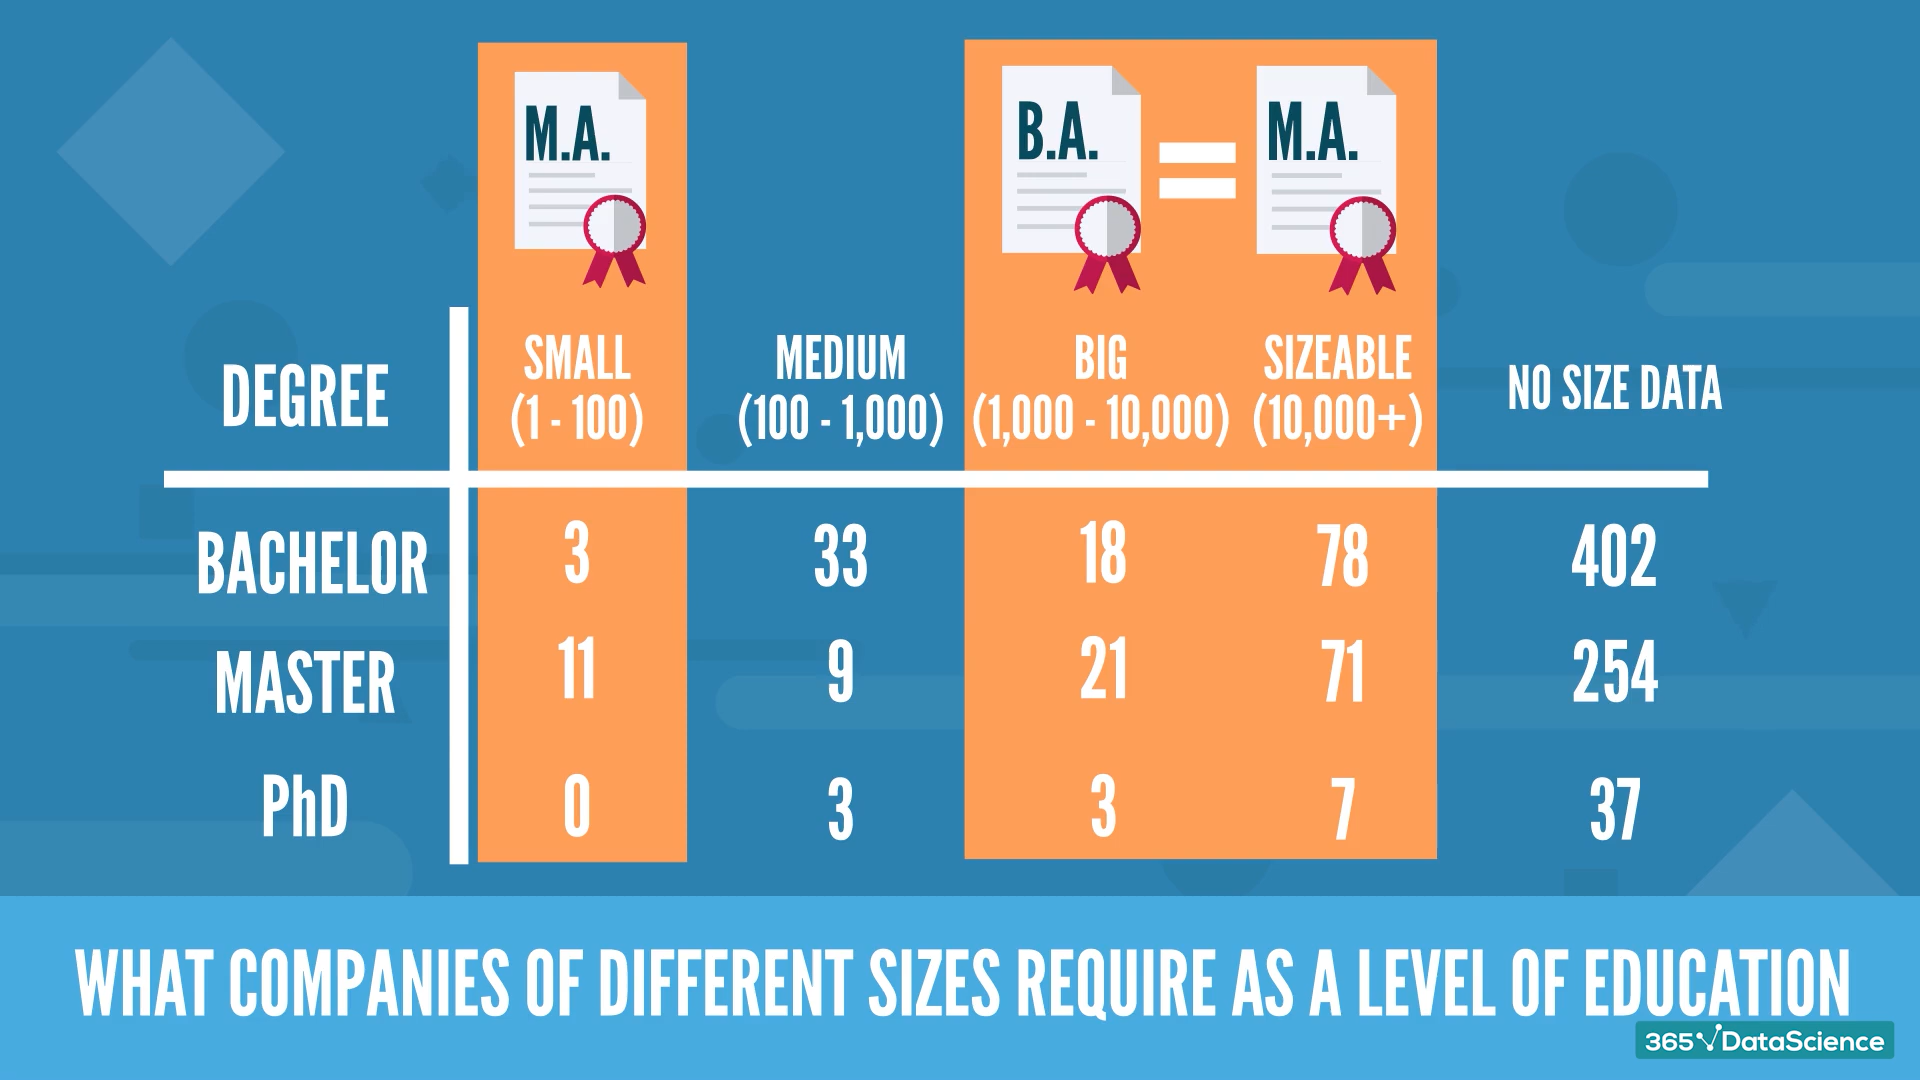 M.A.
B.A. = M.A.
DEGREE
SMALL
(1 - 100)
MEDIUM
(100 - 1,000)
BIG
(1,000 - 10,000)
SIZEABLE
(10,000+)
NO SIZE DATA
BACHELOR 3 33 18 78 402
MASTER 11 9 21 71 254
PhD 0 3 3 7 37
WHAT COMPANIES OF DIFFERENT SIZES REQUIRE AS A LEVEL OF EDUCATION
365 DataScience